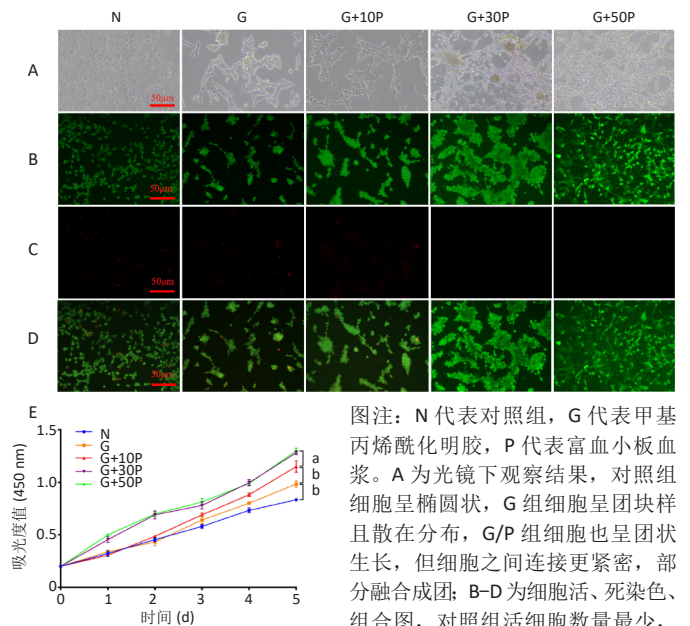 N G G+10P G+30P G+50P
A
50μm
B
50μm
C
50μm
D
50μm
E
1.5
1.0
0.5
0
吸光度值 (450 nm)
N
G
G+10P
G+30P
G+50P
a
b
b
0 1 2 3 4 5
时间 (d)
图注：N 代表对照组，G 代表甲基
丙烯酰化明胶，P 代表富血小板血
浆。A 为光镜下观察结果，对照组
细胞呈椭圆状，G 组细胞呈团块样
且散在分布，G/P 组细胞也呈团状
生长，但细胞之间连接更紧密，部
分融合成团；B–D 为细胞活、死染色、
组合图，对照组活细胞数量最少，